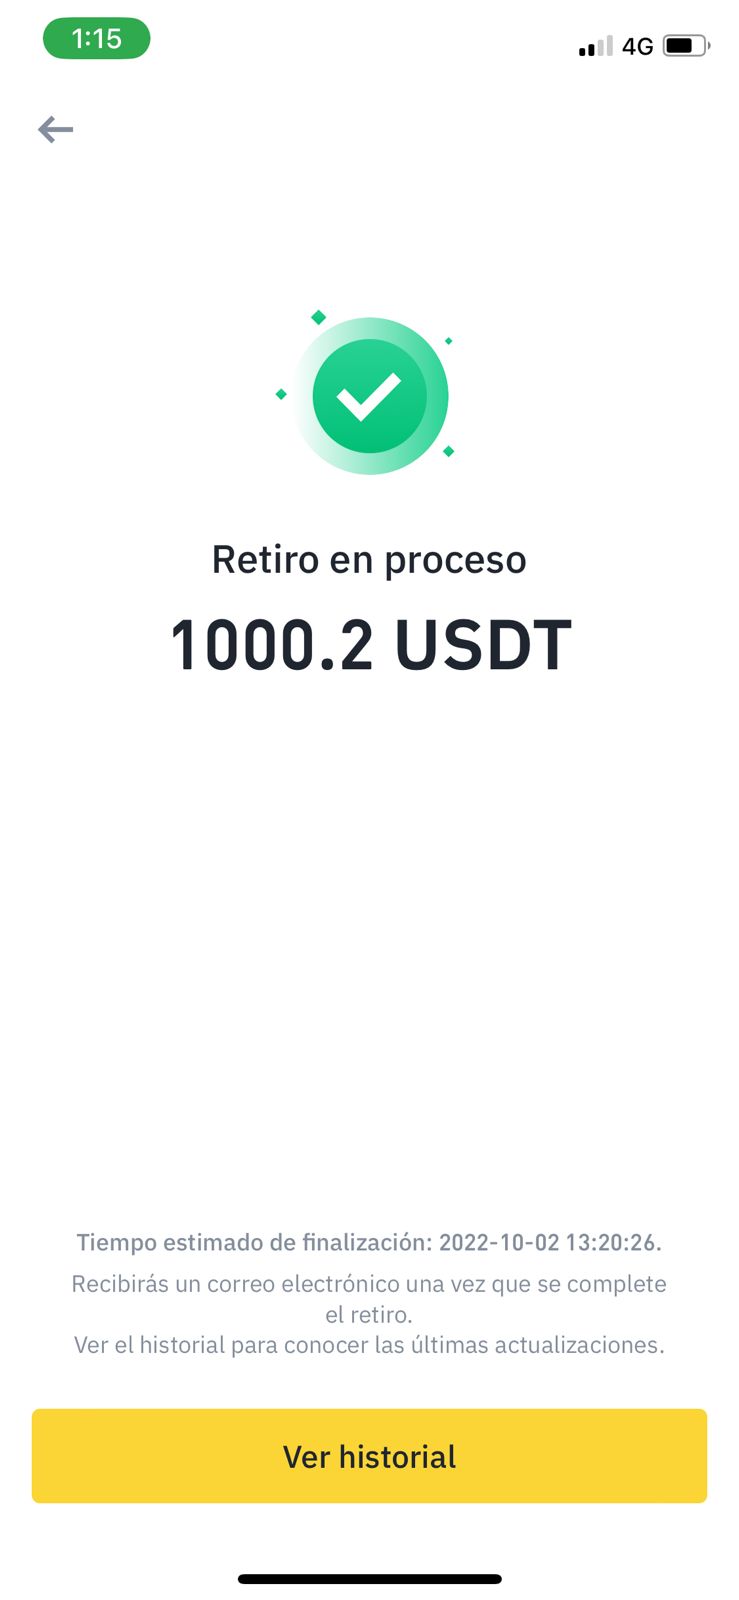 1:15
4G
Retiro en proceso
1000.2 USDT
Tiempo estimado de finalización: 2022-10-02 13:20:26.
Recibirás un correo electrónico una vez que se complete
el retiro.
Ver el historial para conocer las últimas actualizaciones.
Ver historial